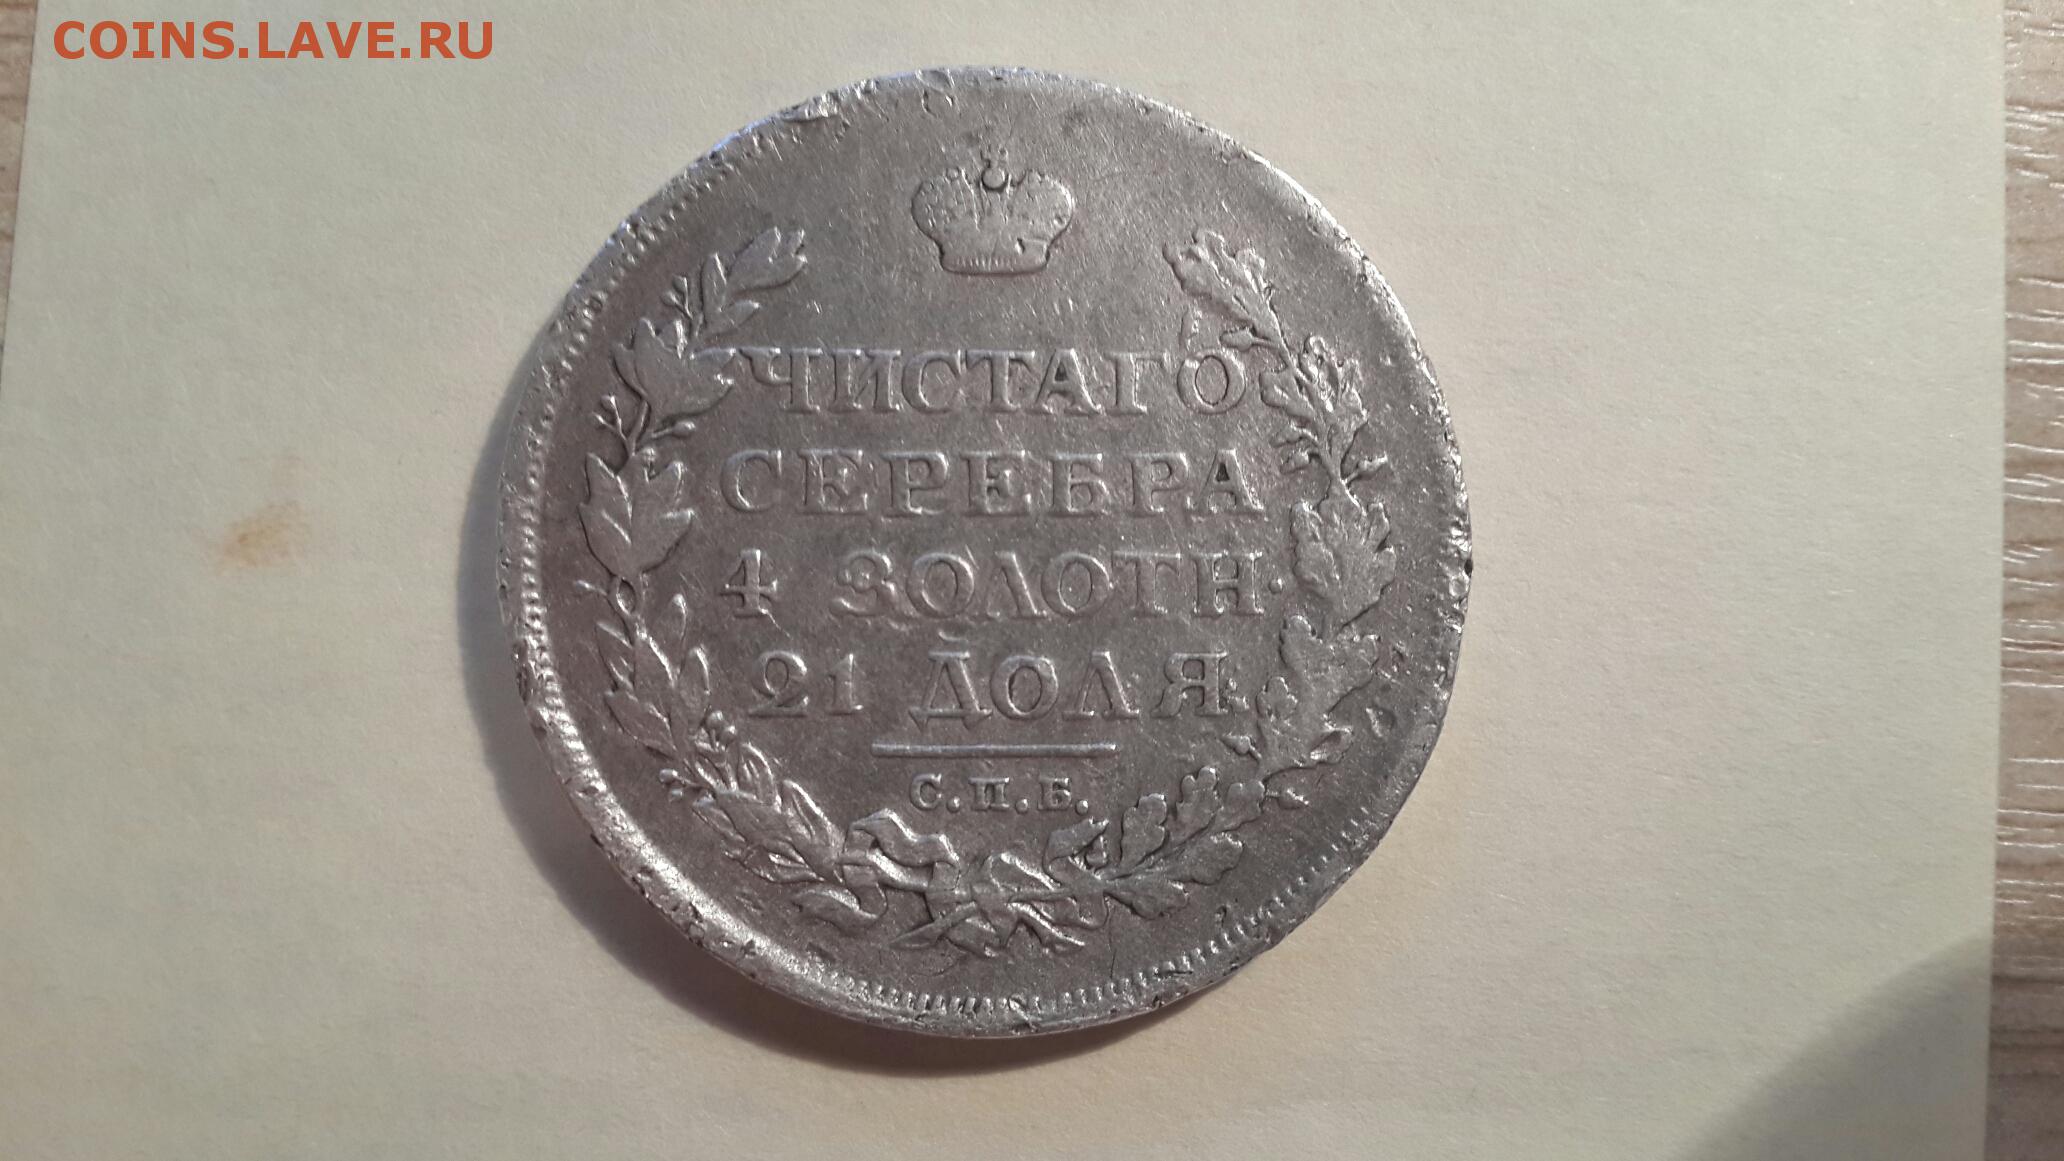 COINS.LAVE.RU
ЧИСТАГО
СЕРЕБРА
4 ЗОЛОТН.
21 ДОЛЯ.
С.П.Б.